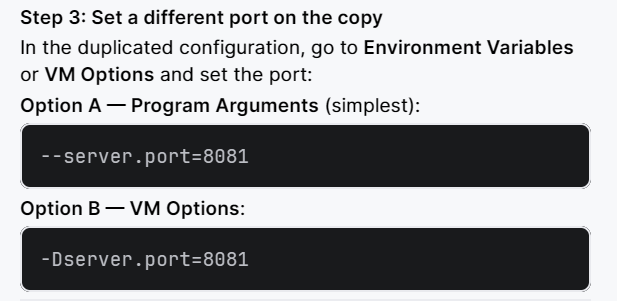 Step 3: Set a different port on the copy
In the duplicated configuration, go to Environment Variables
or VM Options and set the port:
Option A — Program Arguments (simplest):
--server.port=8081
Option B — VM Options:
-Dserver.port=8081